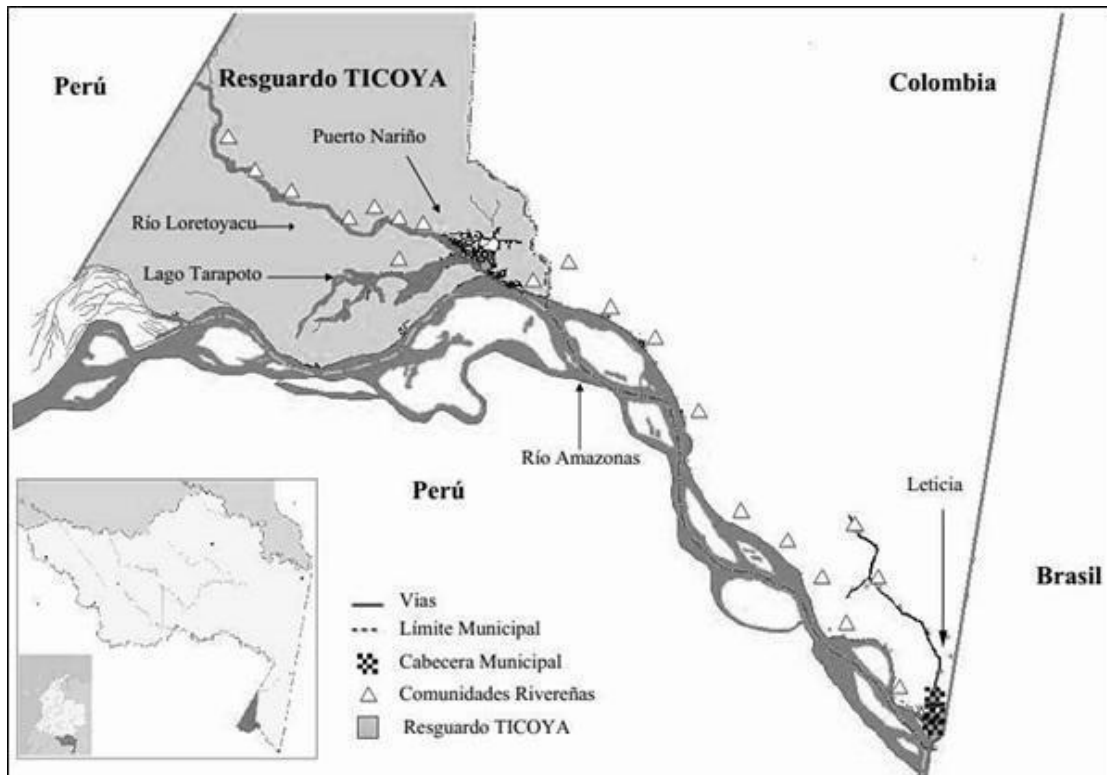 Perú
Resguardo TICOYA
Colombia
Puerto Nariño
Río Loretoyacu
Lago Tarapoto
Río Amazonas
Perú
Leticia
Brasil
Vias
Límite Municipal
Cabecera Municipal
Comunidades Rivereñas
Resguardo TICOYA